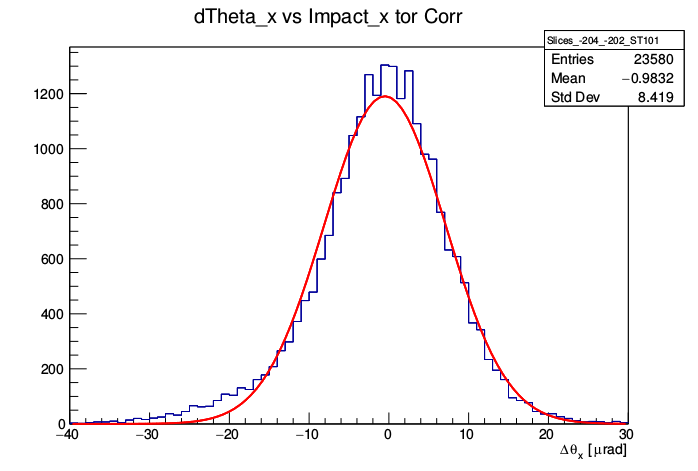 dTheta_x vs Impact_x tor Corr
Slices_-204_-202_ST101
Entries 23580
Mean −0.9832
Std Dev 8.419
1200
1000
800
600
400
200
0
−40 −30 −20 −10 0 10 20 30
Δθx [μrad]